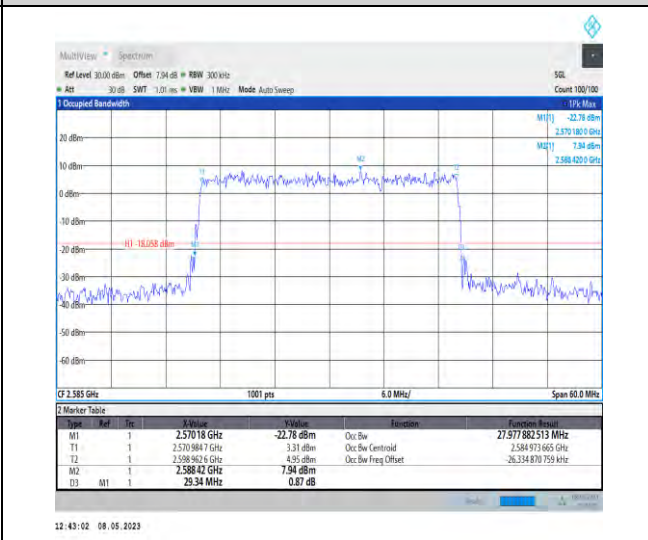 MultiView Spectrum
Ref Level 30.00 dBm Offset 7.94 dB RBW 300 kHz SGL
Att 30 dB SWT 1.01 ms VBW 1 MHz Mode Auto Sweep Count 100/100
1 Occupied Bandwidth 1Pk Max
M1[1] -22.78 dBm
2.570 180 0 GHz
M2[1] 7.94 dBm
2.588 420 0 GHz
20 dBm
M2
10 dBm
T1
0 dBm
-10 dBm
H1 -18.058 dBm
-20 dBm
-30 dBm
-40 dBm
-50 dBm
-60 dBm
CF 2.585 GHz 1001 pts 6.0 MHz/ Span 60.0 MHz
2 Marker Table
Type Ref Trc X-Value Y-Value Function Function Result
M1 1 2.57018 GHz -22.78 dBm Occ Bw 27.977 882 513 MHz
T1 1 2.570 984 7 GHz 3.31 dBm Occ Bw Centroid 2.584 973 665 GHz
T2 1 2.598 962 6 GHz 4.95 dBm Occ Bw Freq Offset -26.334 870 759 kHz
M2 1 2.58842 GHz 7.94 dBm
D3 M1 1 29.34 MHz 0.87 dB
12:43:02 08.05.2023